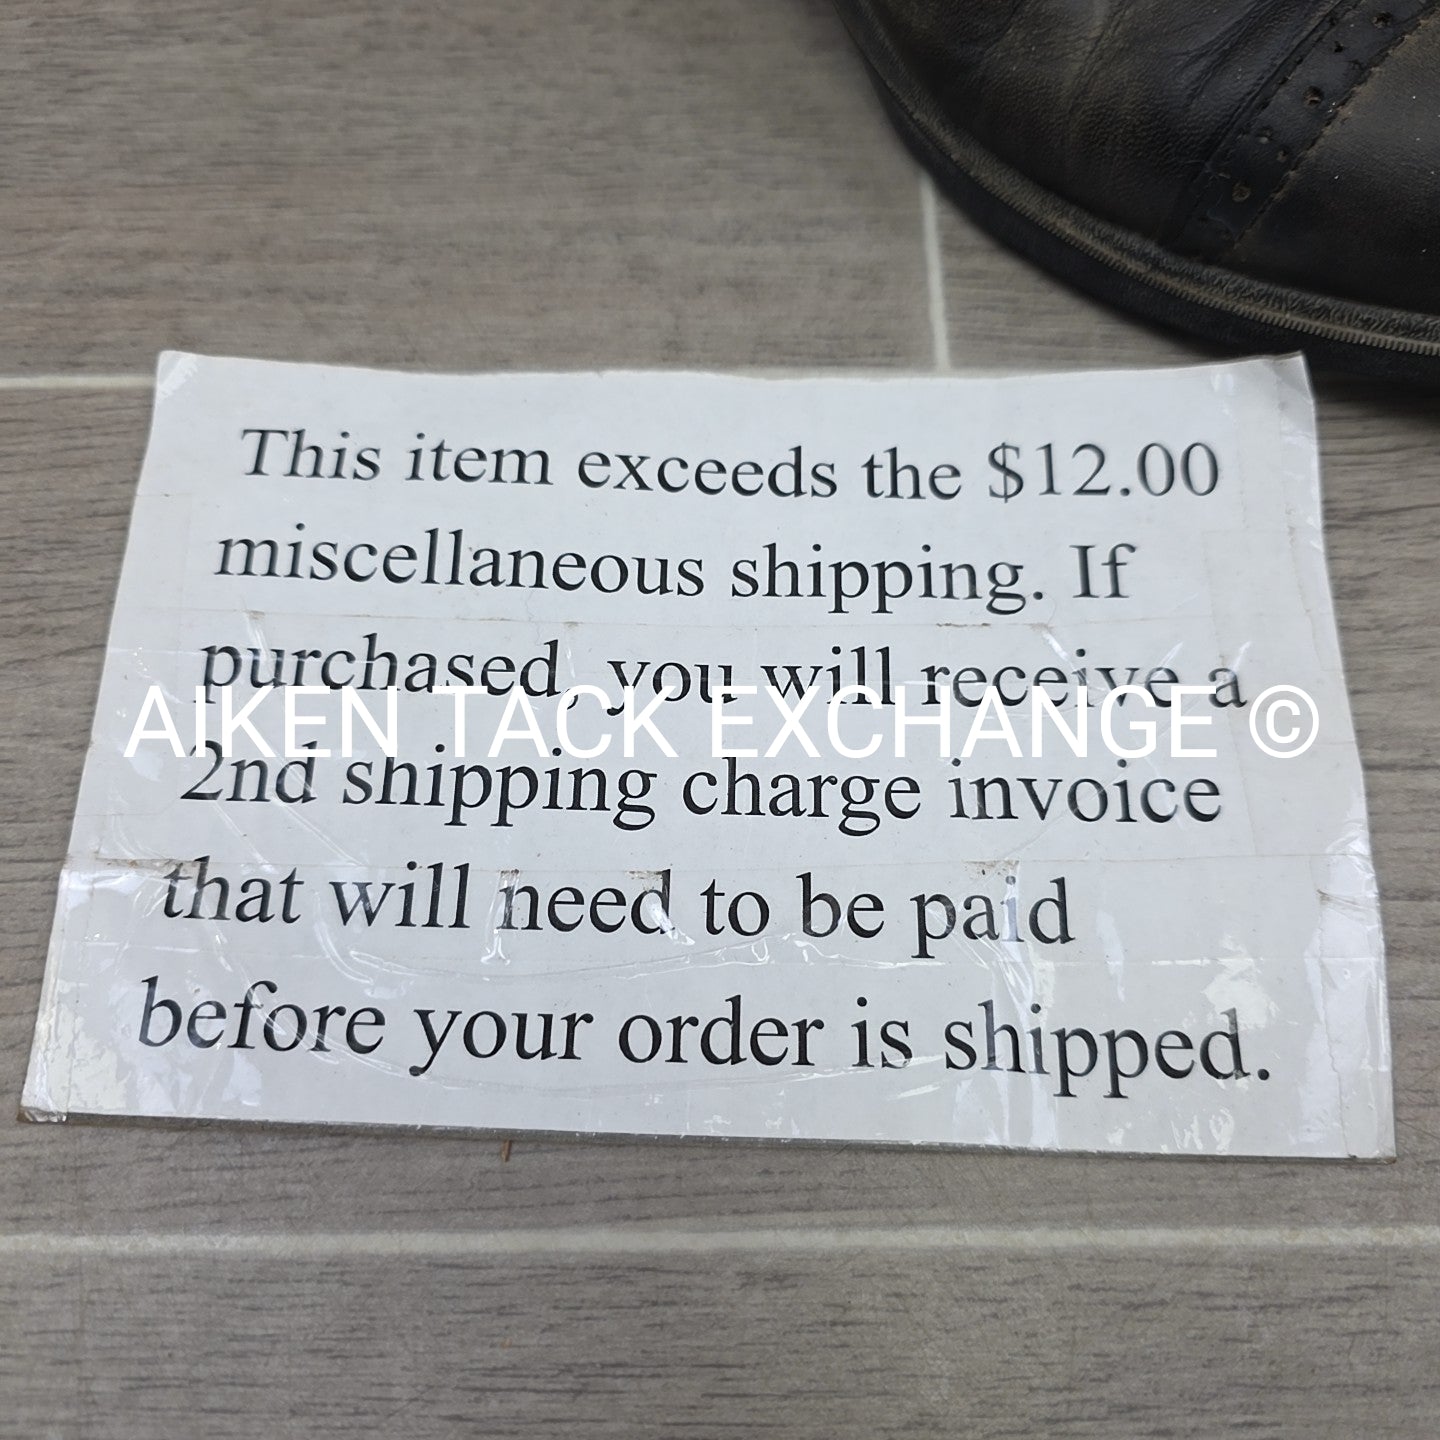 This item exceeds the $12.00
miscellaneous shipping. If
purchased, you will receive a
AIKEN TACK EXCHANGE ©
2nd shipping charge invoice
that will need to be paid
before your order is shipped.